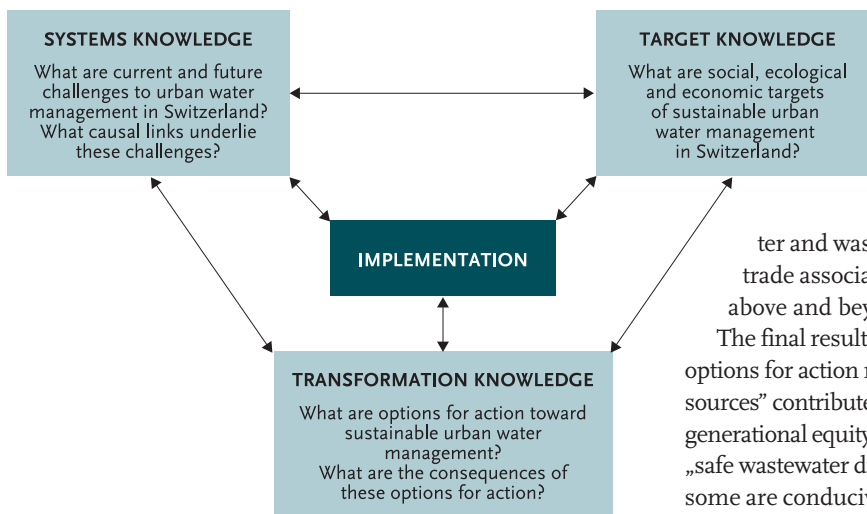 SYSTEMS KNOWLEDGE
What are current and future
challenges to urban water
management in Switzerland?
What causal links underlie
these challenges?
TARGET KNOWLEDGE
What are social, ecological
and economic targets
of sustainable urban
water management
in Switzerland?
IMPLEMENTATION
TRANSFORMATION KNOWLEDGE
What are options for action toward
sustainable urban water
management?
What are the consequences of
these options for action?
ter and was
trade associa
above and bey
The final result
options for action
sources” contribute
generational equity
„safe wastewater d
some are conduciv